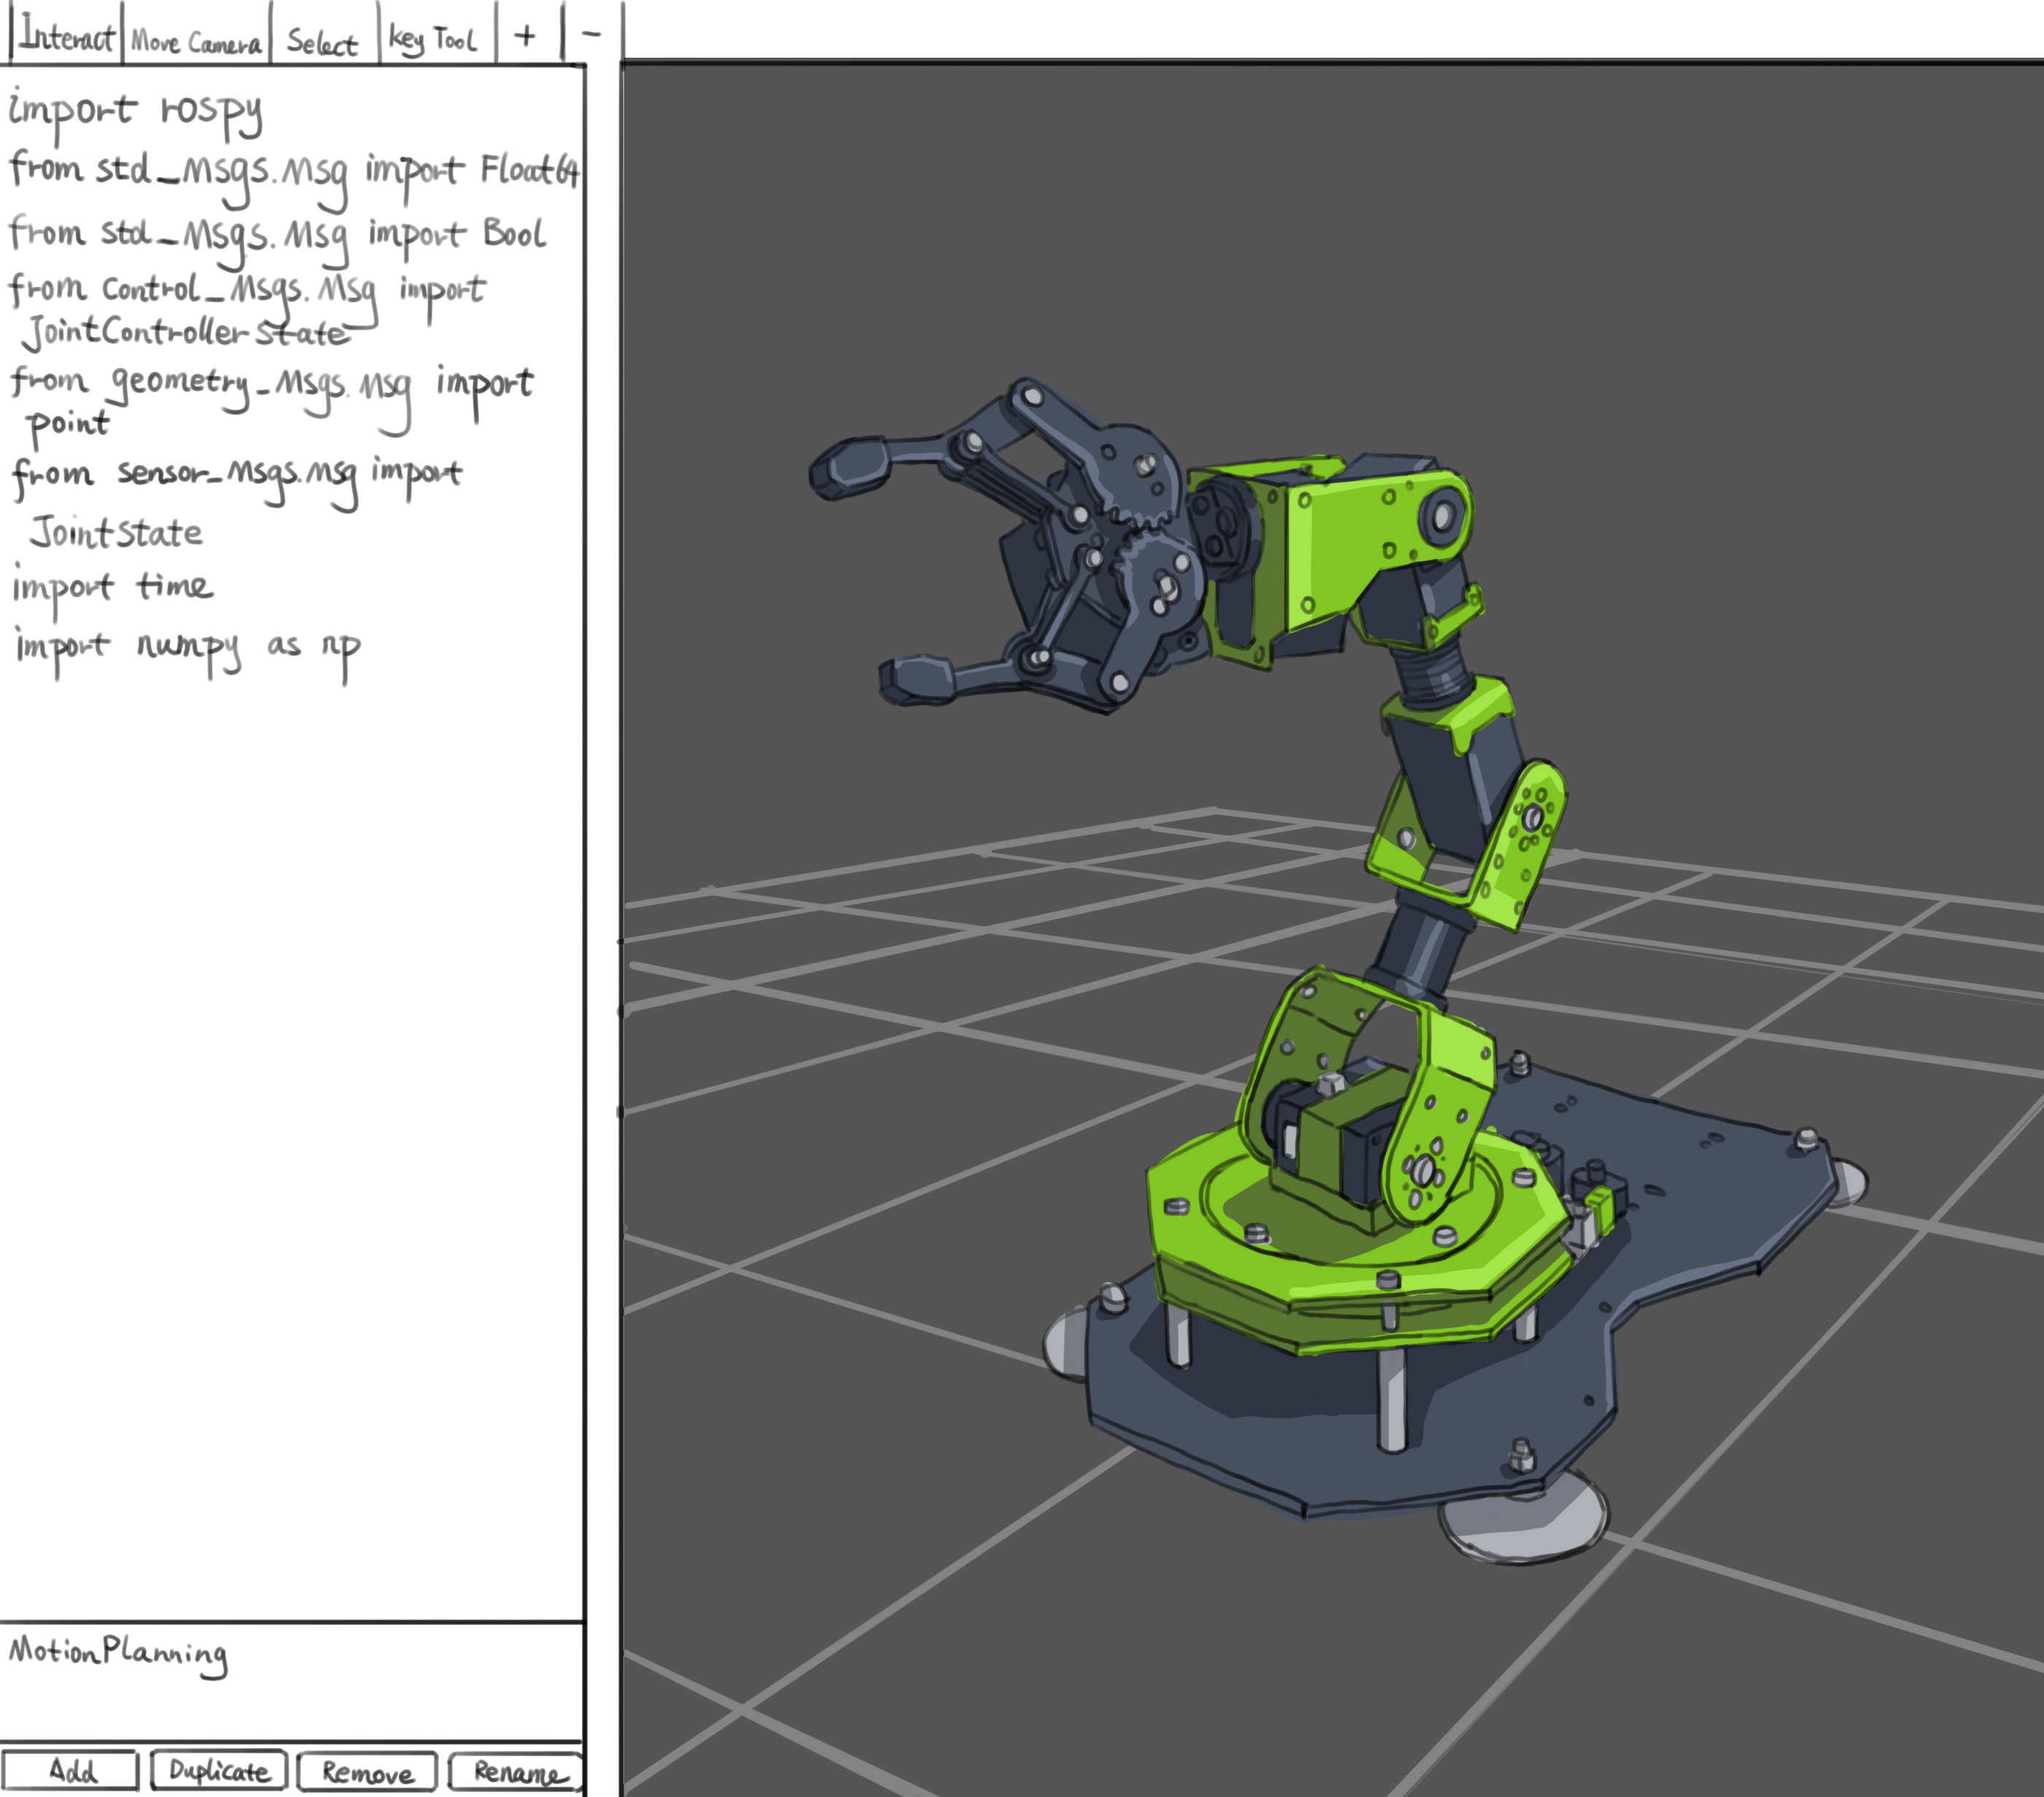 Interact Move Camera Select Key Tool + -
import rospy
from std_Msgs.Msg import Float64
from std_Msgs.Msg import Bool
from control_Msgs.Msg import
JointControllerState
from geometry_Msgs.Msg import
point
from sensor_Msgs.Msg import
JointState
import time
import numpy as np
MotionPlanning
Add Duplicate Remove Rename